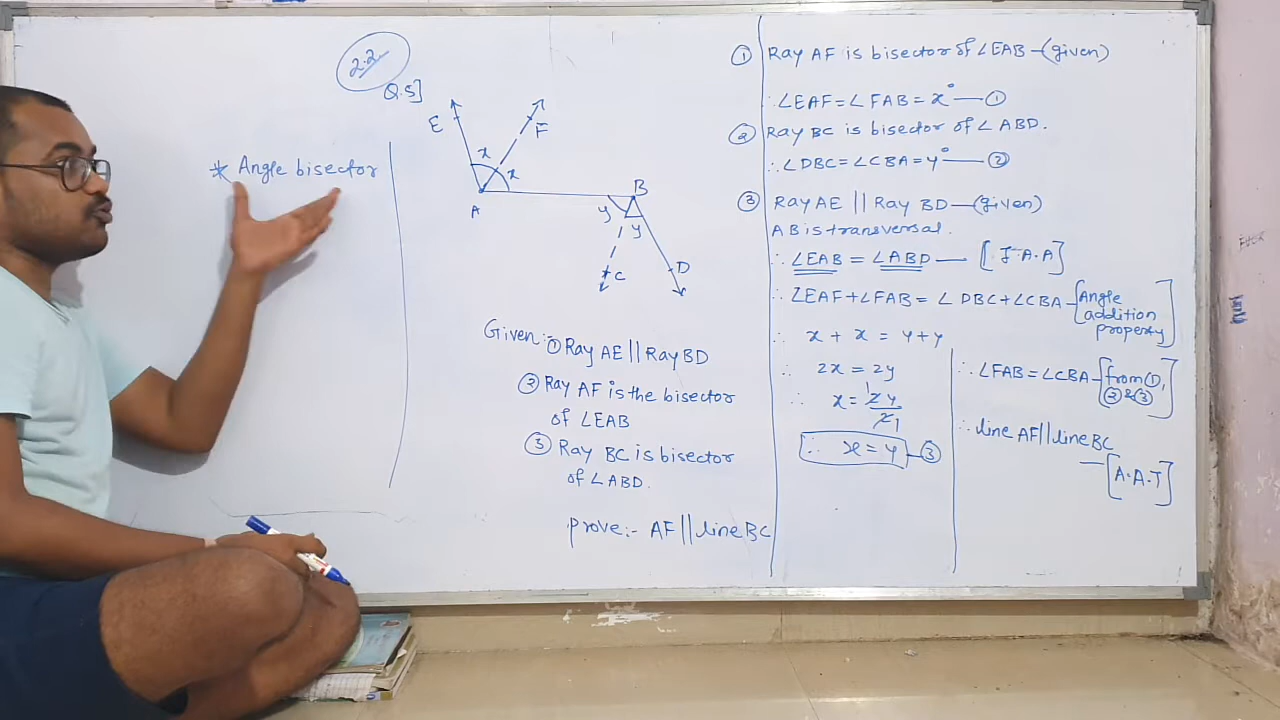 2.2
Q.5]
* Angle bisector
E
F
x
x
A
B
y
y
C
D
Given:- ① Ray AE || Ray BD
② Ray AF is the bisector
of ∠EAB
③ Ray BC is bisector
of ∠ABD.
prove:- AF || line BC
① Ray AF is bisector of ∠EAB —(given)
∴ ∠EAF = ∠FAB = x° — ①
② Ray BC is bisector of ∠ABD.
∴ ∠DBC = ∠CBA = y° — ②
③ Ray AE || Ray BD —(given)
AB is transversal.
∴ ∠EAB = ∠ABD — [I.A.A]
∴ ∠EAF + ∠FAB = ∠DBC + ∠CBA – [Angle
addition
property]
∴ x + x = y + y
∴ 2x = 2y
∴ x = 2y/2
∴ x = y — ③
∴ ∠FAB = ∠CBA – [from ①,
② & ③]
∴ line AF || line BC
— [A.A.T]